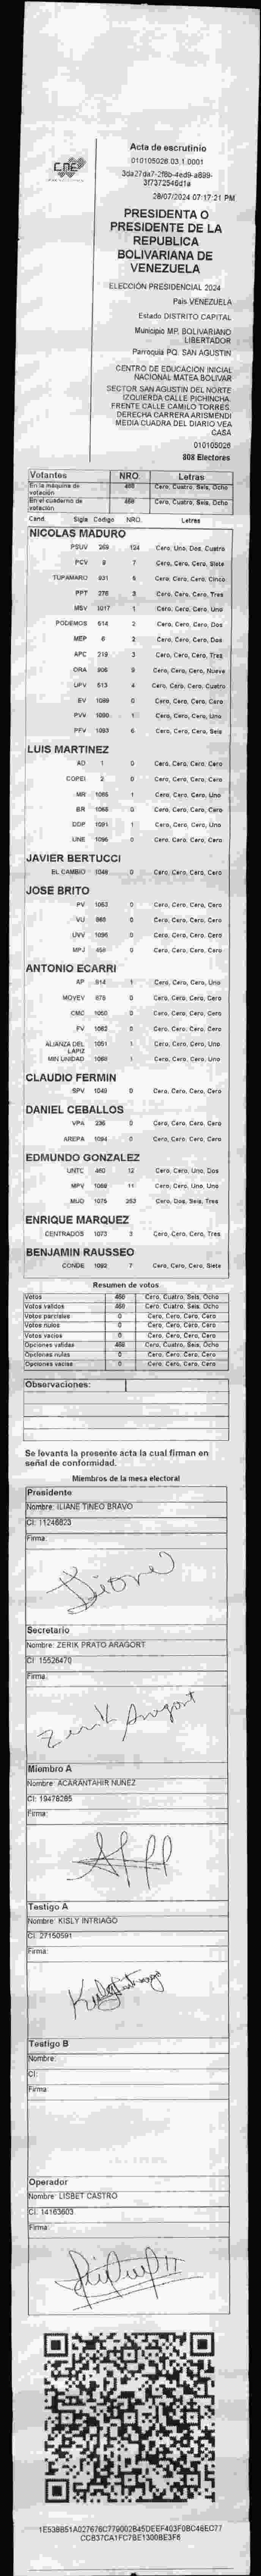 CNE
Acta de escrutinio
010105026.03.1.0001
3da27da7-2f8b-4ed9-a899-
3f7372546d1a
28/07/2024 07:17:21 PM
PRESIDENTA O
PRESIDENTE DE LA
REPUBLICA
BOLIVARIANA DE
VENEZUELA
ELECCIÓN PRESIDENCIAL 2024
País VENEZUELA
Estado DISTRITO CAPITAL
Municipio MP. BOLIVARIANO
LIBERTADOR
Parroquia PQ. SAN AGUSTIN
CENTRO DE EDUCACION INICIAL
NACIONAL MATEA BOLIVAR
SECTOR SAN AGUSTIN DEL NORTE
IZQUIERDA CALLE PICHINCHA.
FRENTE CALLE CAMILO TORRES.
DERECHA CARRERA ARISMENDI
MEDIA CUADRA DEL DIARIO VEA
CASA
010105026
808 Electores
Votantes NRO. Letras
En la máquina de votación 468 Cero, Cuatro, Seis, Ocho
En el cuaderno de votación 468 Cero, Cuatro, Seis, Ocho
Cand. Sigla Código NRO. Letras
NICOLAS MADURO
PSUV 269 124 Cero, Uno, Dos, Cuatro
PCV 9 7 Cero, Cero, Cero, Siete
TUPAMARO 931 5 Cero, Cero, Cero, Cinco
PPT 276 3 Cero, Cero, Cero, Tres
MSV 1017 1 Cero, Cero, Cero, Uno
PODEMOS 514 2 Cero, Cero, Cero, Dos
MEP 6 2 Cero, Cero, Cero, Dos
APC 219 3 Cero, Cero, Cero, Tres
ORA 906 9 Cero, Cero, Cero, Nueve
UPV 513 4 Cero, Cero, Cero, Cuatro
EV 1089 0 Cero, Cero, Cero, Cero
PVV 1090 1 Cero, Cero, Cero, Uno
PFV 1093 6 Cero, Cero, Cero, Seis
LUIS MARTINEZ
AD 1 0 Cero, Cero, Cero, Cero
COPEI 2 0 Cero, Cero, Cero, Cero
MR 1 Cero, Cero, Cero, Uno
BR 0 Cero, Cero, Cero, Cero
DDP 1091 1 Cero, Cero, Cero, Uno
UNE 1096 0 Cero, Cero, Cero, Cero
JAVIER BERTUCCI
EL CAMBIO 1048 0 Cero, Cero, Cero, Cero
JOSE BRITO
PV 0 Cero, Cero, Cero, Cero
VU 0 Cero, Cero, Cero, Cero
UVV 0 Cero, Cero, Cero, Cero
MPJ 0 Cero, Cero, Cero, Cero
ANTONIO ECARRI
AP 914 1 Cero, Cero, Cero, Uno
MOVEV 978 0 Cero, Cero, Cero, Cero
CMC 1050 0 Cero, Cero, Cero, Cero
FV 1082 0 Cero, Cero, Cero, Cero
ALIANZA DEL LAPIZ 1051 1 Cero, Cero, Cero, Uno
MIN UNIDAD 1068 1 Cero, Cero, Cero, Uno
CLAUDIO FERMIN
SPV 1049 0 Cero, Cero, Cero, Cero
DANIEL CEBALLOS
VPA 236 0 Cero, Cero, Cero, Cero
AREPA 1094 0 Cero, Cero, Cero, Cero
EDMUNDO GONZALEZ
UNTC 460 12 Cero, Cero, Uno, Dos
MPV 11 Cero, Cero, Uno, Uno
MUD 1075 263 Cero, Dos, Seis, Tres
ENRIQUE MARQUEZ
CENTRADOS 1073 3 Cero, Cero, Cero, Tres
BENJAMIN RAUSSEO
CONDE 1092 7 Cero, Cero, Cero, Siete
Resumen de votos
Votos 468 Cero, Cuatro, Seis, Ocho
Votos válidos 468 Cero, Cuatro, Seis, Ocho
Votos parciales 0 Cero, Cero, Cero, Cero
Votos nulos 0 Cero, Cero, Cero, Cero
Votos vacíos 0 Cero, Cero, Cero, Cero
Opciones válidas 468 Cero, Cuatro, Seis, Ocho
Opciones nulas 0 Cero, Cero, Cero, Cero
Opciones vacías 0 Cero, Cero, Cero, Cero
Observaciones:
Se levanta la presente acta la cual firman en
señal de conformidad.
Miembros de la mesa electoral
Presidente
Nombre: ILIANE TINEO BRAVO
CI: 11246823
Firma:
Secretario
Nombre: ZERIK PRATO ARAGORT
CI: 15526470
Firma:
Zerik Aragort
Miembro A
Nombre: ACARANTAHIR NUÑEZ
CI: 19478265
Firma:
Testigo A
Nombre: KISLY INTRIAGO
CI: 27150591
Firma:
Kisly Intriago
Testigo B
Nombre:
CI:
Firma:
Operador
Nombre: LISBET CASTRO
CI: 14163603
Firma:
1E538B51A027676C779002B45DEEF403F0BC46EC77
CCB37CA1FC7BE1300BE3F6